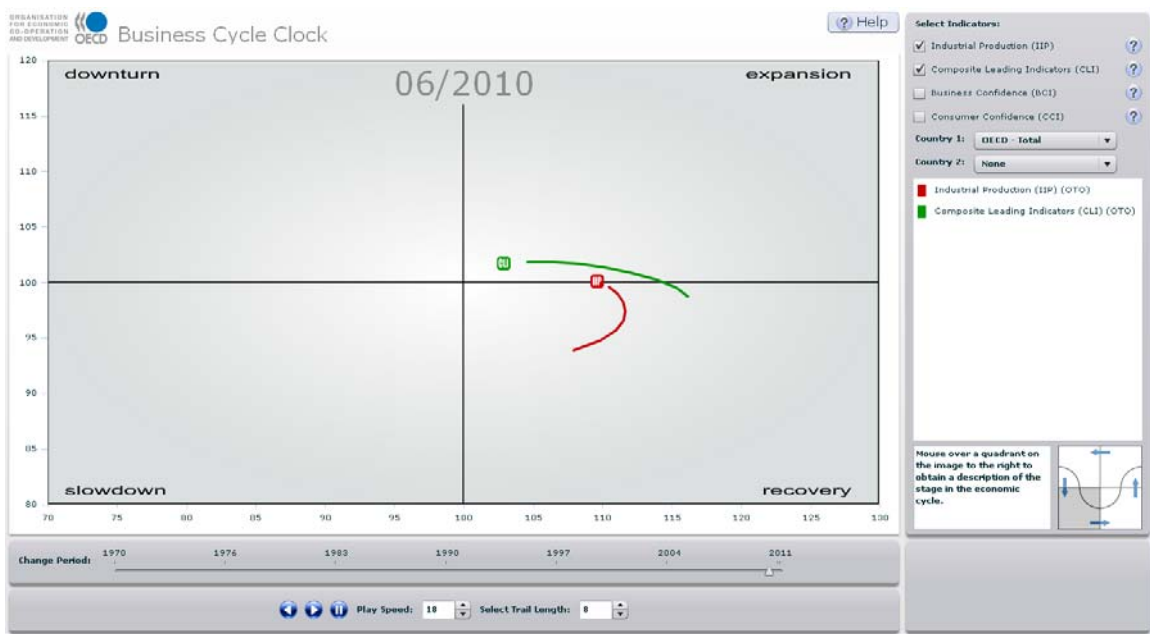 ORGANISATION
FOR ECONOMIC
CO-OPERATION
AND DEVELOPMENT
OECD
Business Cycle Clock
? Help
120
115
110
105
100
95
90
85
80
downturn
06/2010
expansion
CLI
IIP
slowdown
recovery
70 75 80 85 90 95 100 105 110 115 120 125 130
Select Indicators:
Industrial Production (IIP) ?
Composite Leading Indicators (CLI) ?
Business Confidence (BCI) ?
Consumer Confidence (CCI) ?
Country 1: OECD - Total
Country 2: None
Industrial Production (IIP) (OTO)
Composite Leading Indicators (CLI) (OTO)
Mouse over a quadrant on
the image to the right to
obtain a description of the
stage in the economic
cycle.
Change Period: 1970 1976 1983 1990 1997 2004 2011
Play Speed: 18 Select Trail Length: 8